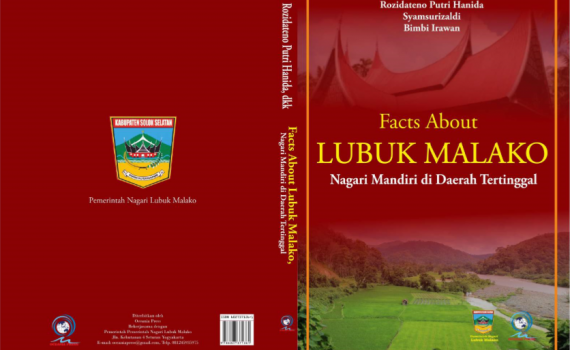 KABUPATEN SOLOK SELATAN
Pemerintah Nagari Lubuk Malako
Diterbitkan oleh
Bekerjasama dengan
Pemerintah Nagari Lubuk Malako
Rozidateno Putri Hanida, dkk
Facts About Lubuk Malako,
Nagari Mandiri di Daerah Tertinggal
Rozidateno Putri Hanida
Syamsurizaldi
Bimbi Irawan
Facts About
LUBUK MALAKO
Nagari Mandiri di Daerah Tertinggal